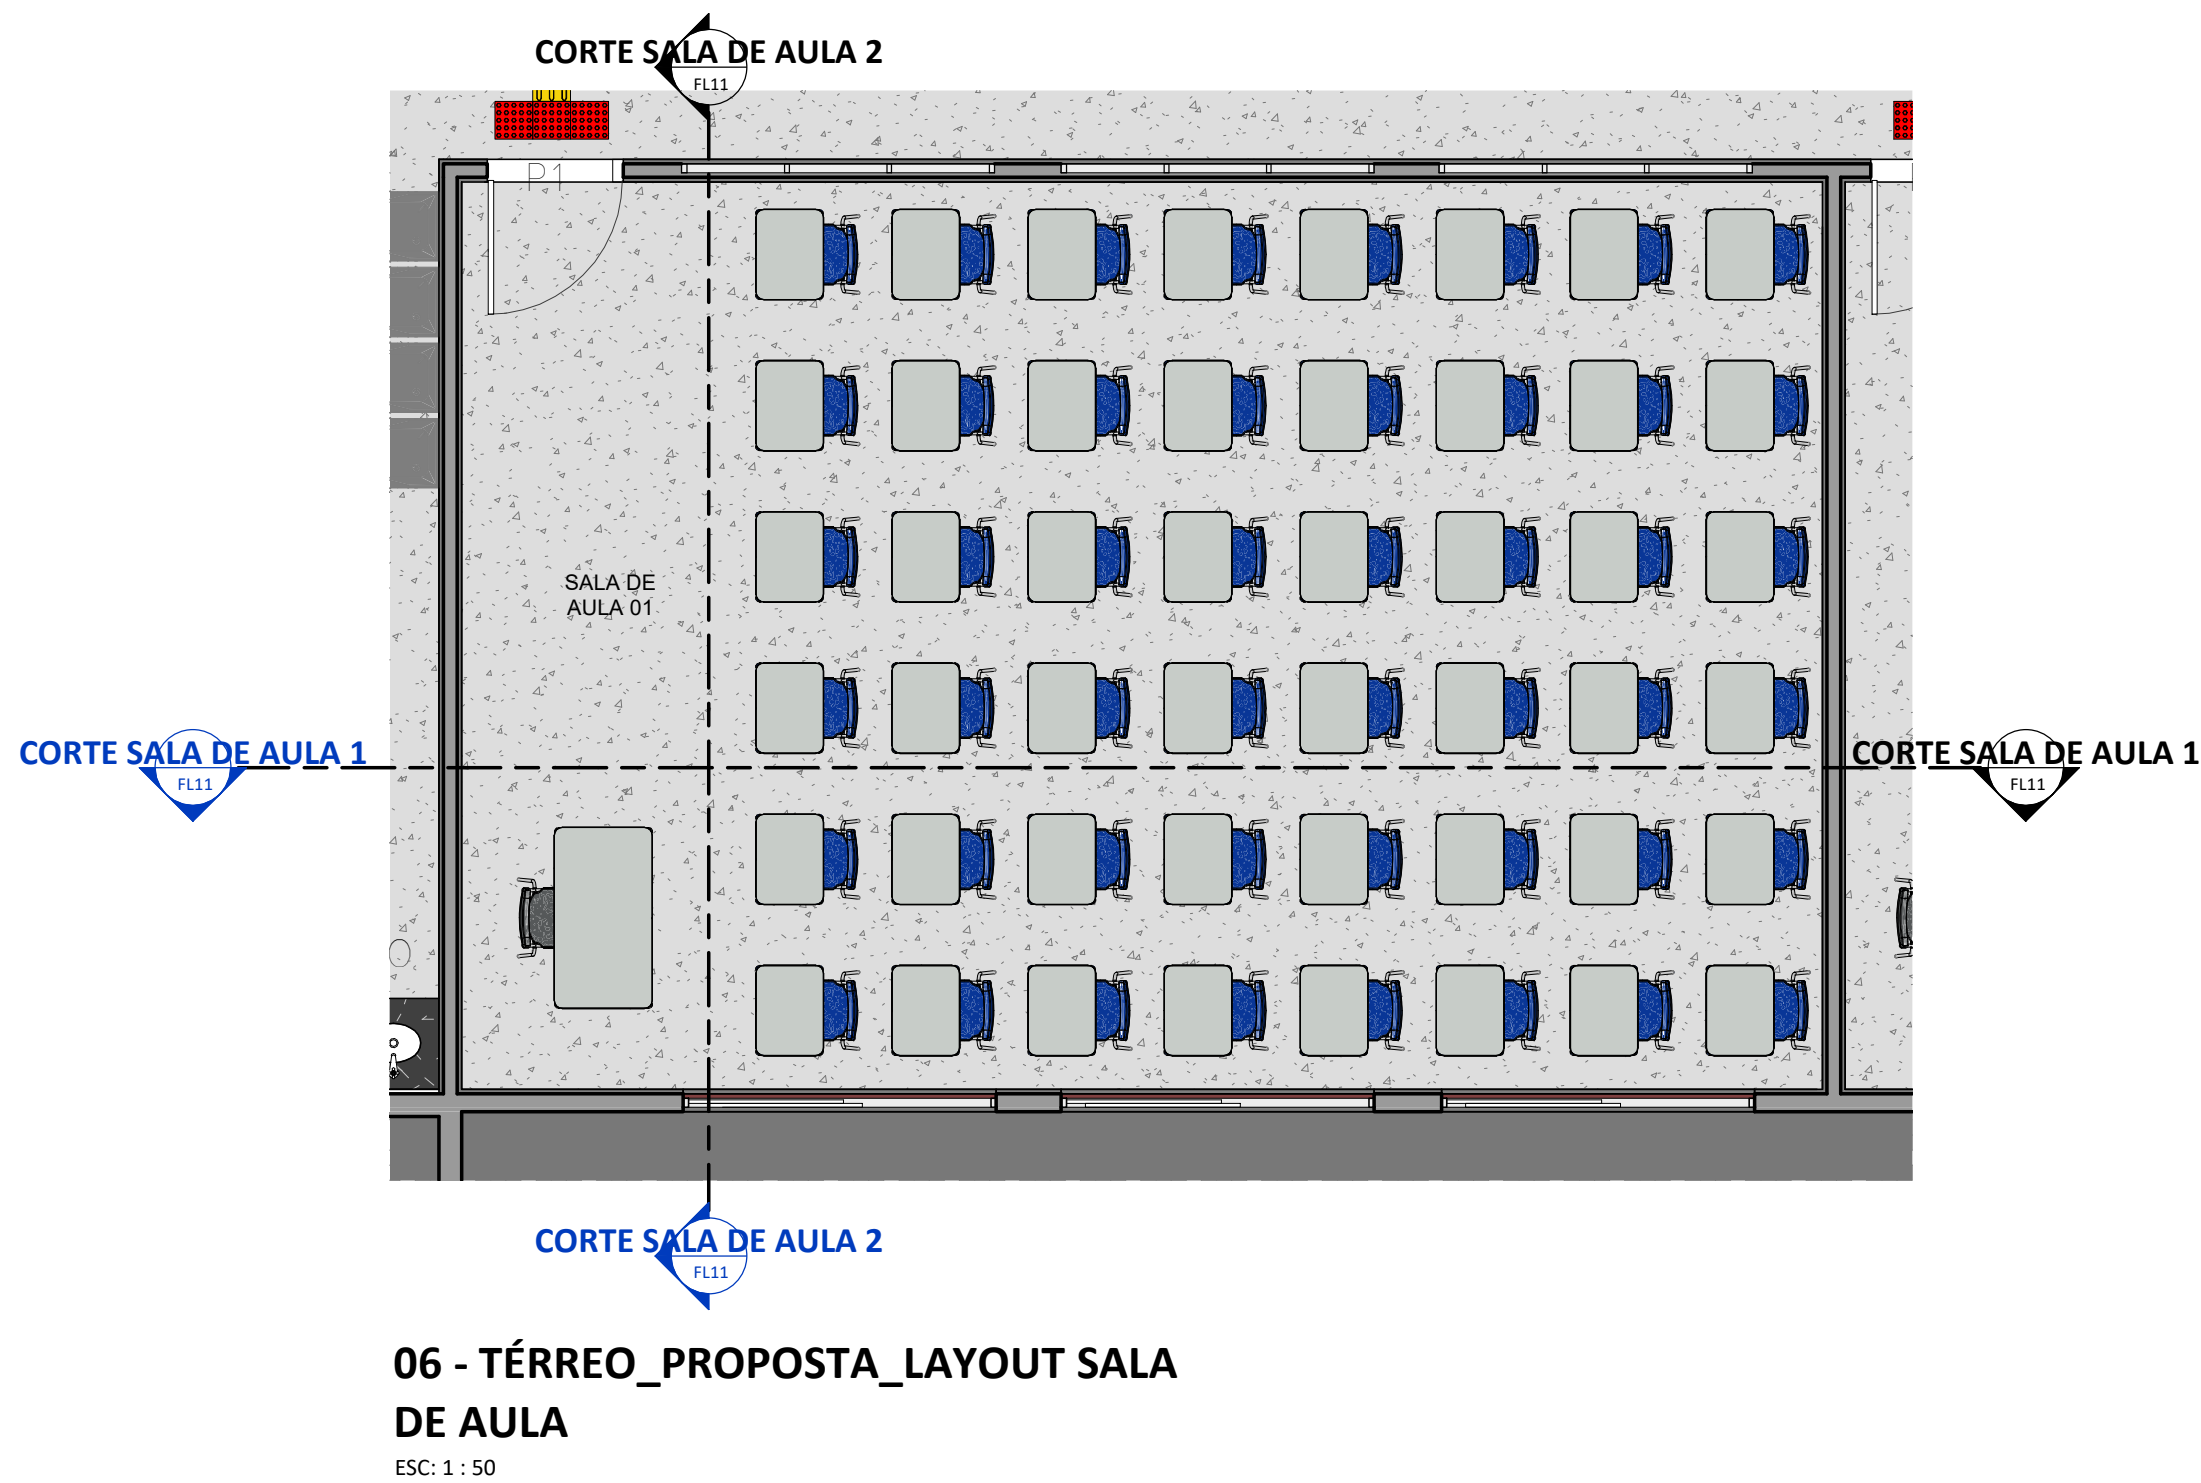 CORTE SALA DE AULA 2
FL11
P1
SALA DE
AULA 01
CORTE SALA DE AULA 1
FL11
CORTE SALA DE AULA 1
FL11
CORTE SALA DE AULA 2
FL11
06 - TÉRREO_PROPOSTA_LAYOUT SALA
DE AULA
ESC: 1 : 50